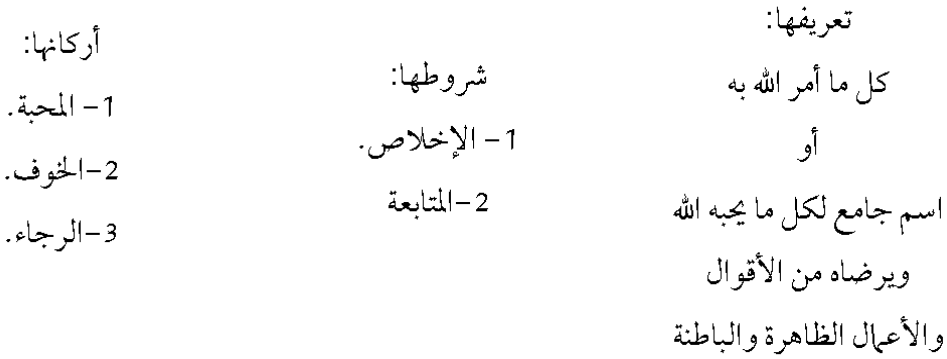 تعريفها:
كل ما أمر الله به
أو
اسم جامع لكل ما يحبه الله
ويرضاه من الأقوال
والأعمال الظاهرة والباطنة
شروطها:
1- الإخلاص.
2-المتابعة
أركانها:
1- المحبة.
2-الخوف.
3-الرجاء.